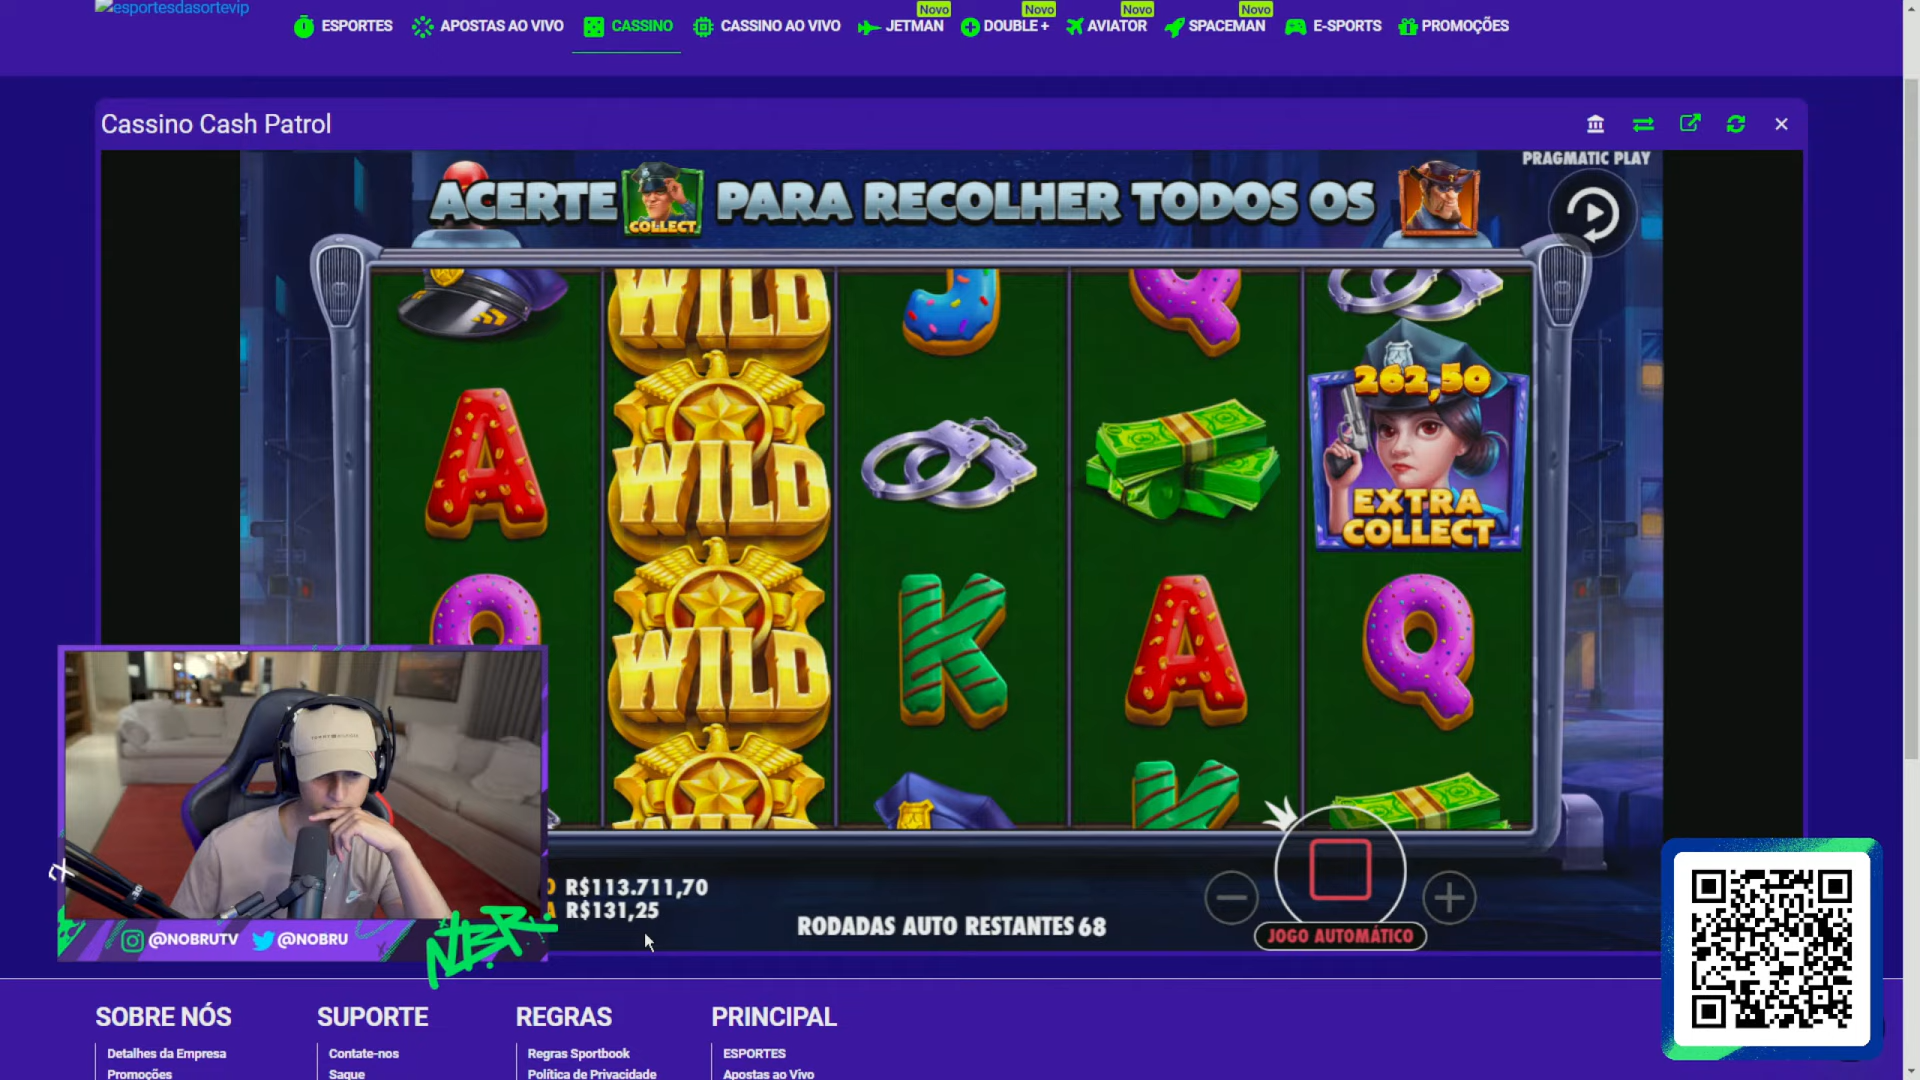 esportesdasortevip
ESPORTES
APOSTAS AO VIVO
CASSINO
CASSINO AO VIVO
Novo
JETMAN
Novo
DOUBLE +
Novo
AVIATOR
Novo
SPACEMAN
E-SPORTS
PROMOÇÕES
Cassino Cash Patrol
PRAGMATIC PLAY
ACERTE COLLECT PARA RECOLHER TODOS OS
WILD
J
Q
A
WILD
262,50
EXTRA
COLLECT
Q
WILD
K
A
Q
K
R$113.711,70
R$131,25
RODADAS AUTO RESTANTES 68
JOGO AUTOMÁTICO
@NOBRUTV
@NOBRU
NBR
SOBRE NÓS
SUPORTE
REGRAS
PRINCIPAL
Detalhes da Empresa
Contate-nos
Regras Sportbook
ESPORTES
Promoções
Saque
Política de Privacidade
Apostas ao Vivo